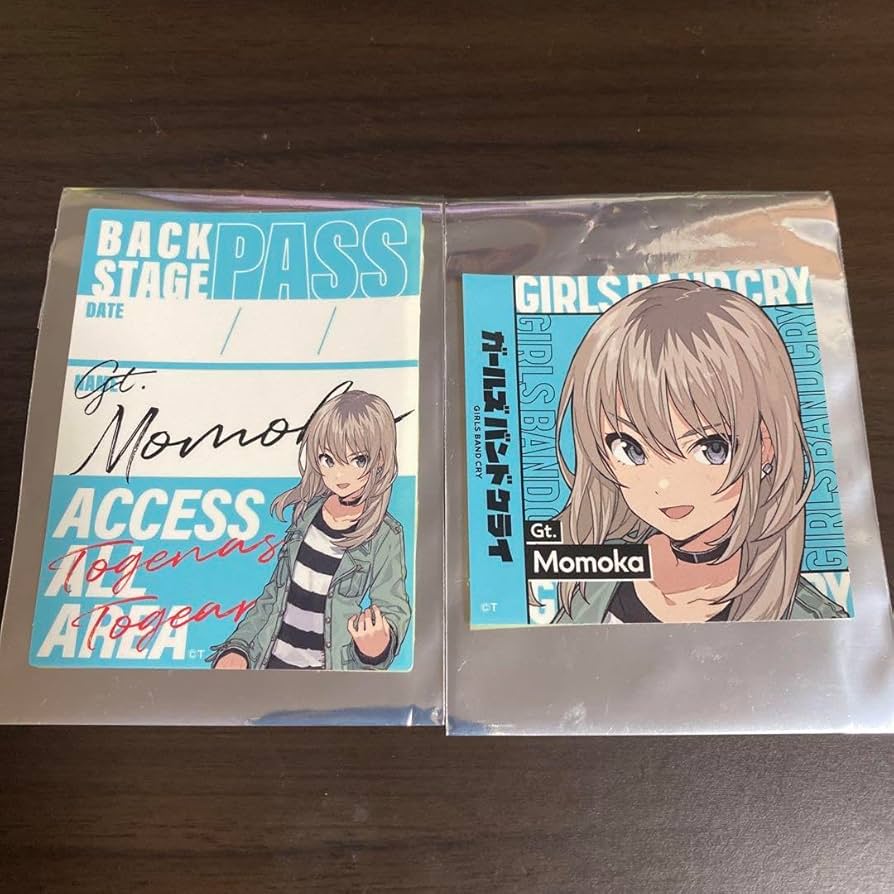 BACK STAGE PASS
DATE / /
NAME
Gt.
Momoka
ACCESS
ALL
AREA
Togenashi
Togeari
©T
GIRLS BAND CRY
GIRLS BAND CRY
GIRLS BAND CRY
ガールズバンドクライ
GIRLS BAND CRY
Gt.
Momoka
©T